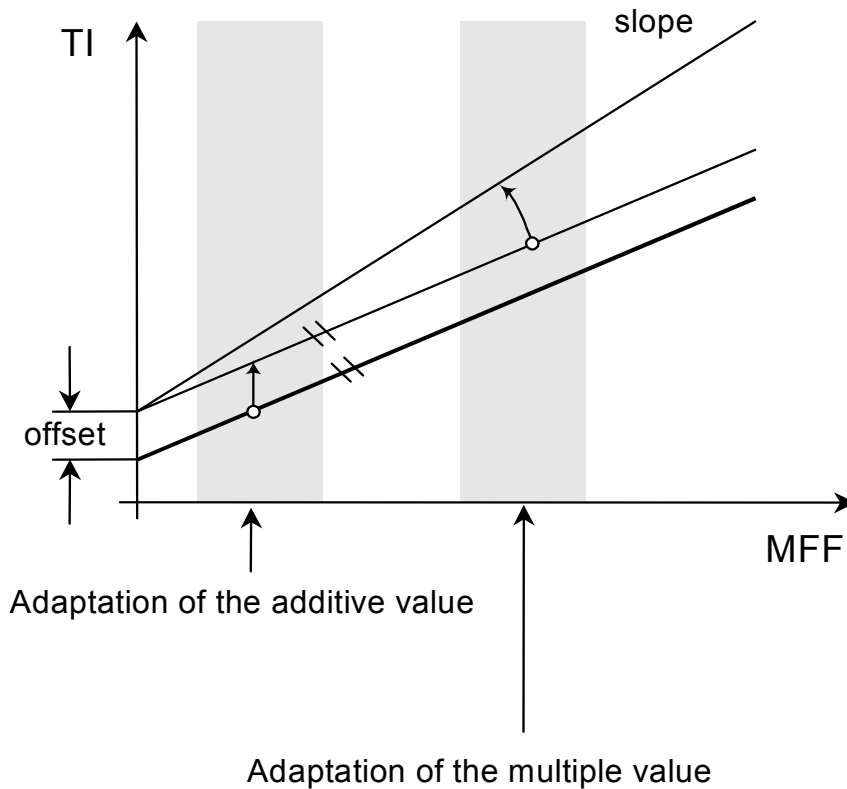 slope
TI
offset
MFF
Adaptation of the additive value
Adaptation of the multiple value